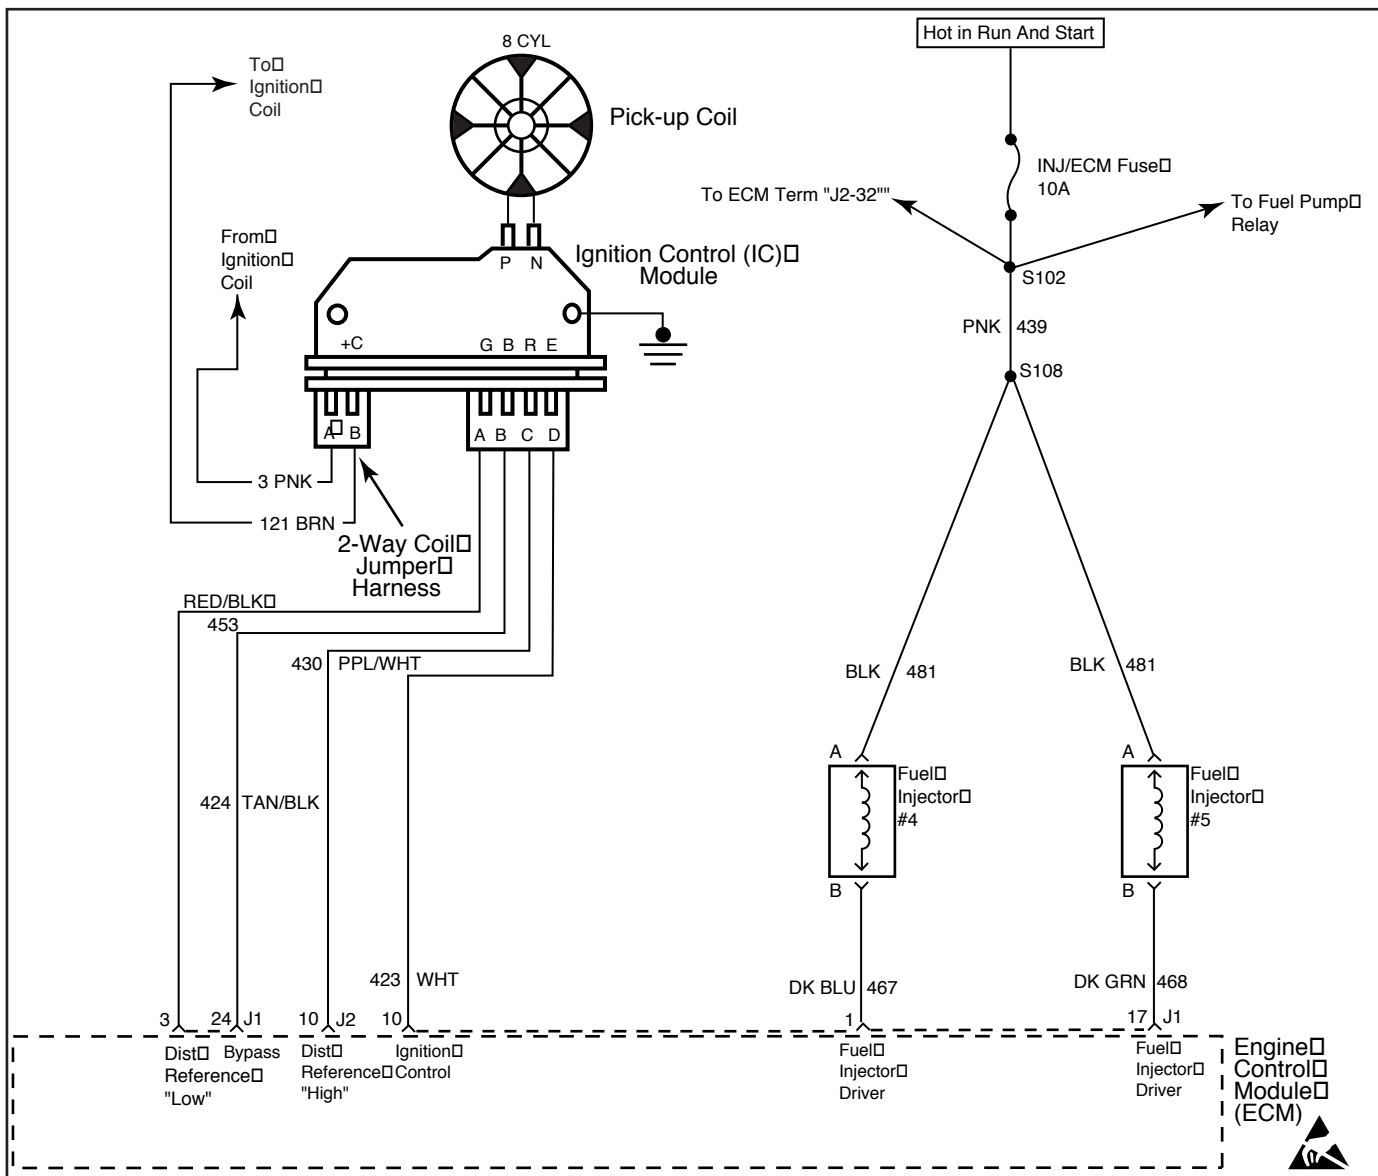 8 CYL
Hot in Run And Start
To□
Ignition□
Coil
Pick-up Coil
INJ/ECM Fuse□
10A
To ECM Term "J2-32""
To Fuel Pump□
Relay
From□
Ignition□
Coil
P N
Ignition Control (IC)□
Module
S102
PNK 439
+C
G B R E
S108
A□ B
A B C D
3 PNK
121 BRN
2-Way Coil□
Jumper□
Harness
RED/BLK□
453
430 PPL/WHT
BLK 481
BLK 481
A
Fuel□
Injector□
#4
B
A
Fuel□
Injector□
#5
B
424 TAN/BLK
423 WHT
DK BLU 467
DK GRN 468
3 24 J1 10 J2 10 1 17 J1
Dist□
Reference□
"Low"
Bypass
Dist□
Reference□
"High"
Ignition□
Control
Fuel□
Injector□
Driver
Fuel□
Injector□
Driver
Engine□
Control□
Module□
(ECM)